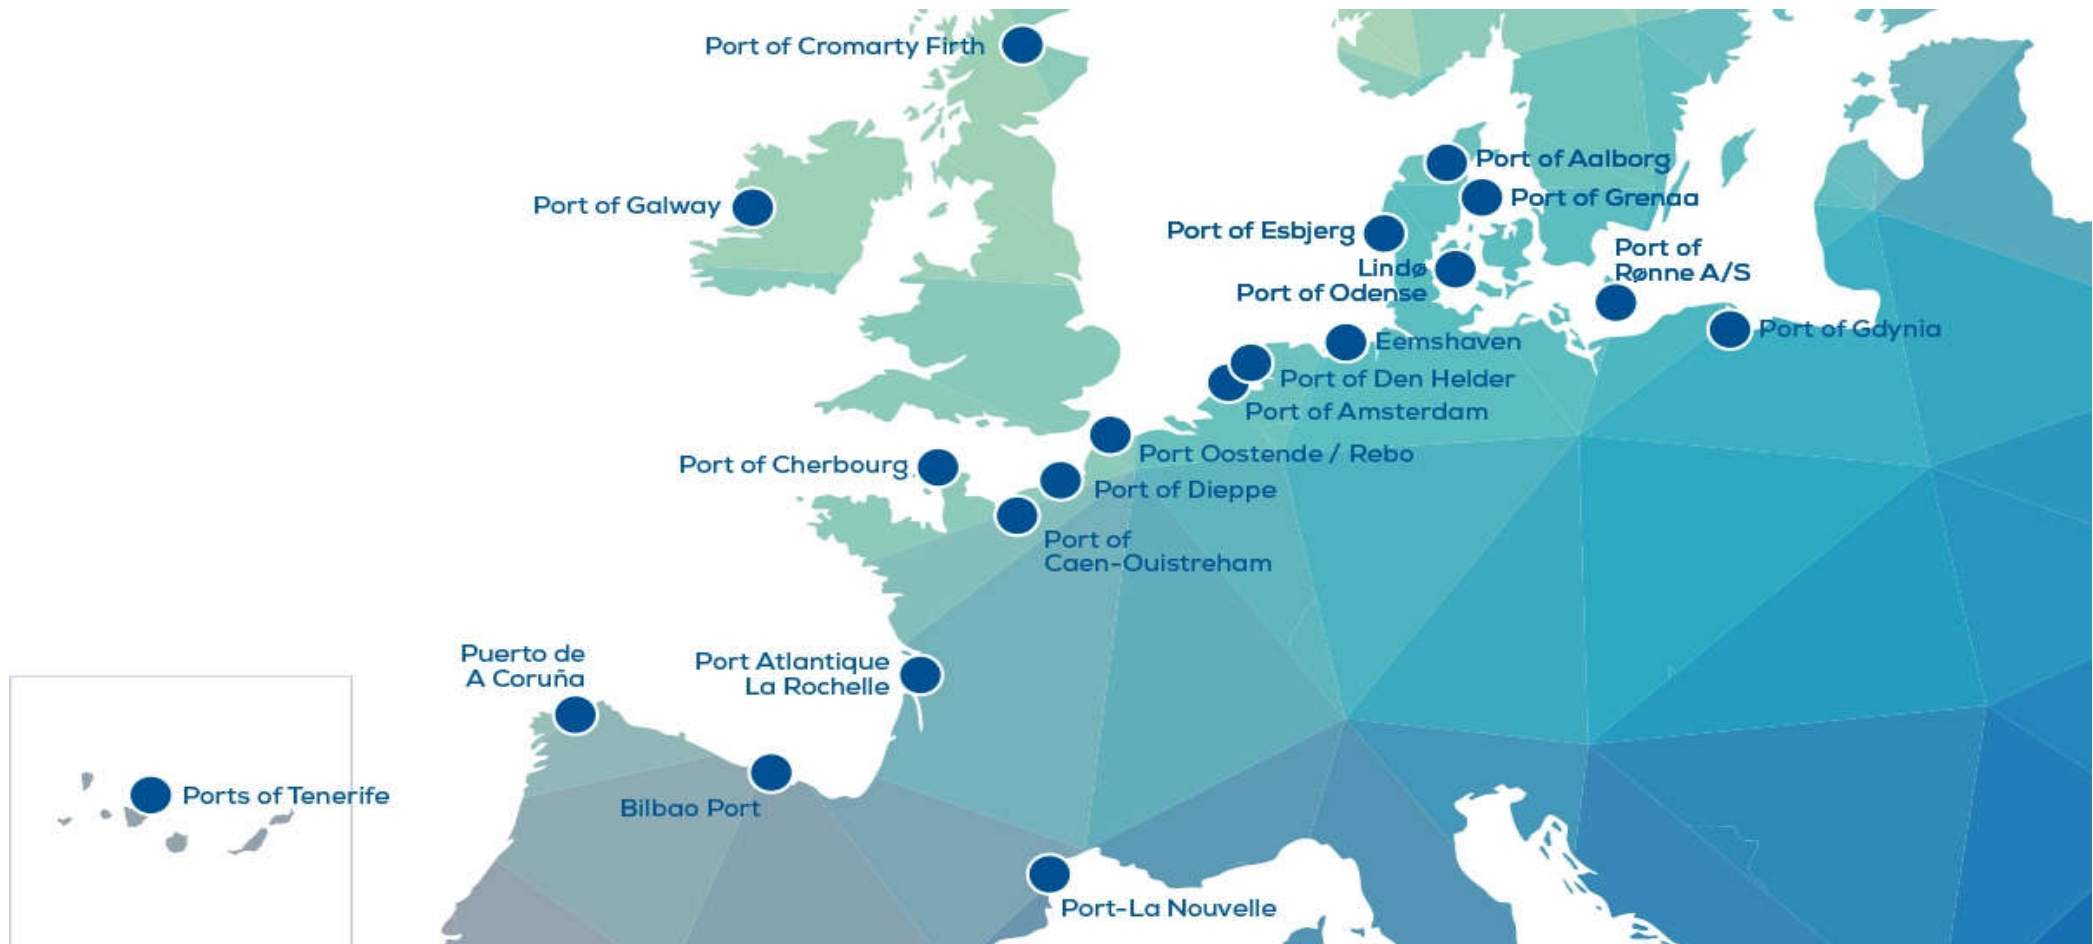 Port of Cromarty Firth
Port of Aalborg
Port of Grenaa
Port of Galway
Port of Esbjerg
Port of
Rønne A/S
Lindø
Port of Odense
Port of Gdynia
Eemshaven
Port of Den Helder
Port of Amsterdam
Port Oostende / Rebo
Port of Cherbourg
Port of Dieppe
Port of
Caen-Ouistreham
Puerto de
A Coruña
Port Atlantique
La Rochelle
Ports of Tenerife
Bilbao Port
Port-La Nouvelle